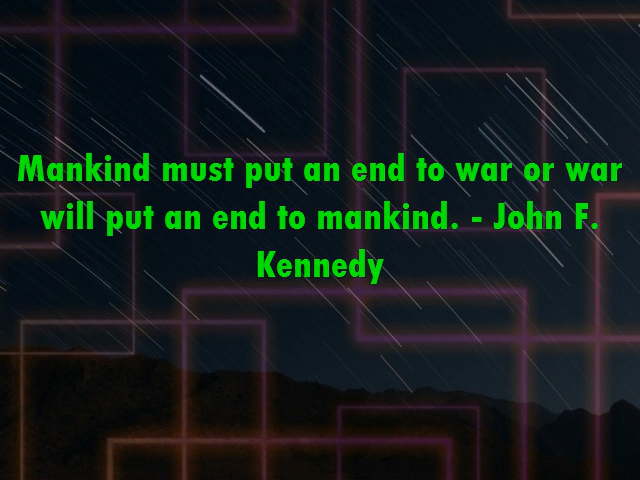 Mankind must put an end to war or war
will put an end to mankind. - John F.
Kennedy